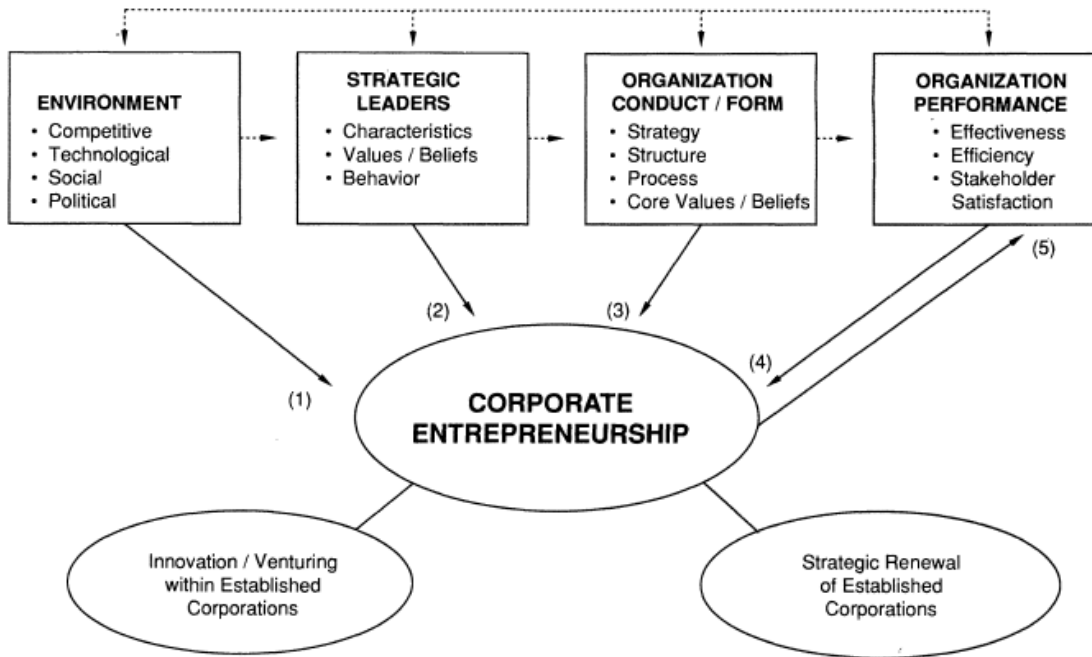 ENVIRONMENT
• Competitive
• Technological
• Social
• Political
STRATEGIC
LEADERS
• Characteristics
• Values / Beliefs
• Behavior
ORGANIZATION
CONDUCT / FORM
• Strategy
• Structure
• Process
• Core Values / Beliefs
ORGANIZATION
PERFORMANCE
• Effectiveness
• Efficiency
• Stakeholder
Satisfaction
(1)
(2)
(3)
(4)
(5)
CORPORATE
ENTREPRENEURSHIP
Innovation / Venturing
within Established
Corporations
Strategic Renewal
of Established
Corporations